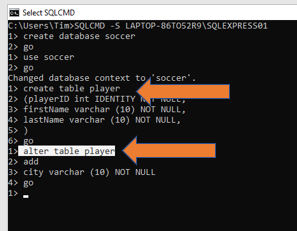 Select SQLCMD
C:\Users\Tim>SQLCMD -S LAPTOP-86TO52R9\SQLEXPRESS01
1> create database soccer
2> go
1> use soccer
2> go
Changed database context to 'soccer'.
1> create table player
2> (playerID int IDENTITY NOT NULL,
3> firstName varchar (10) NOT NULL,
4> lastName varchar (10) NOT NULL,
5> )
6> go
1> alter table player
2> add
3> city varchar (10) NOT NULL
4> go
1>